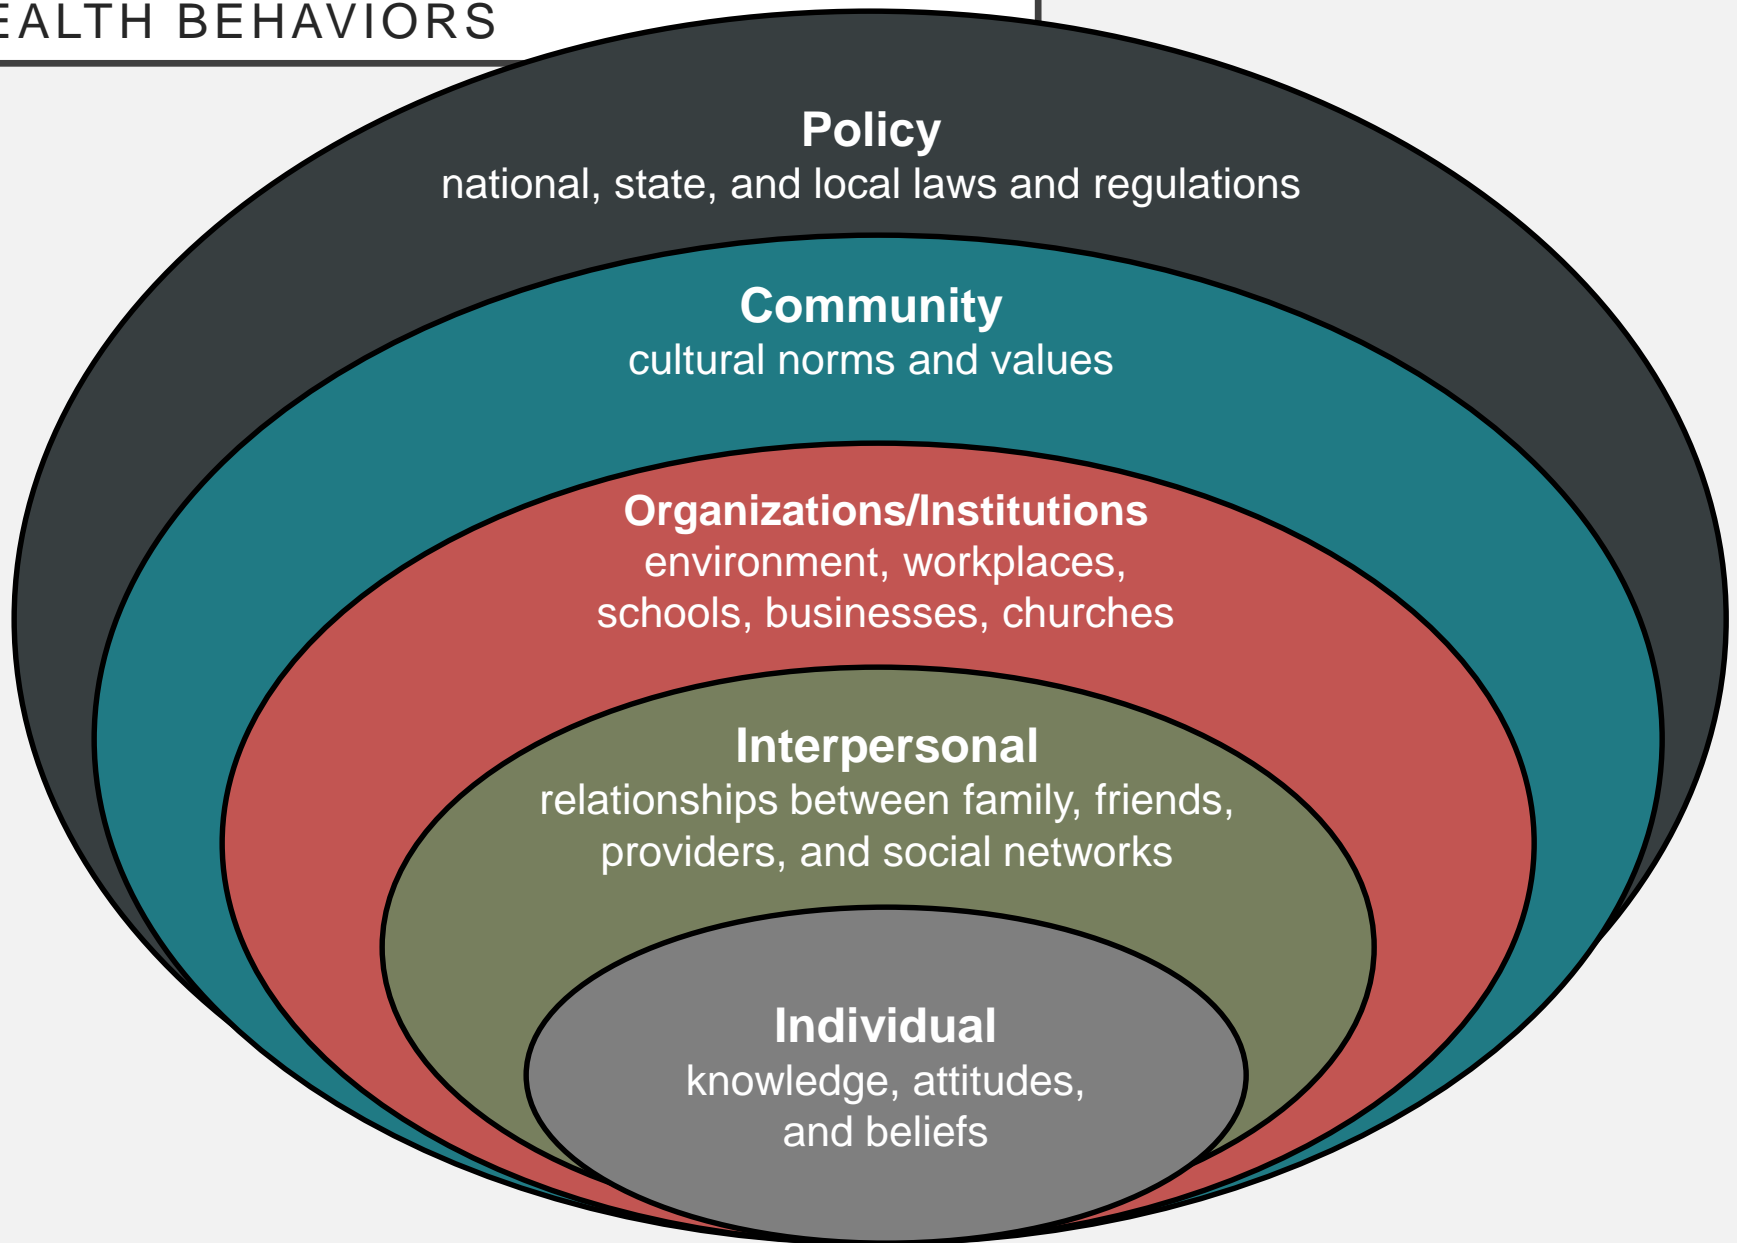 EALTH BEHAVIORS
Policy
national, state, and local laws and regulations
Community
cultural norms and values
Organizations/Institutions
environment, workplaces,
schools, businesses, churches
Interpersonal
relationships between family, friends,
providers, and social networks
Individual
knowledge, attitudes,
and beliefs